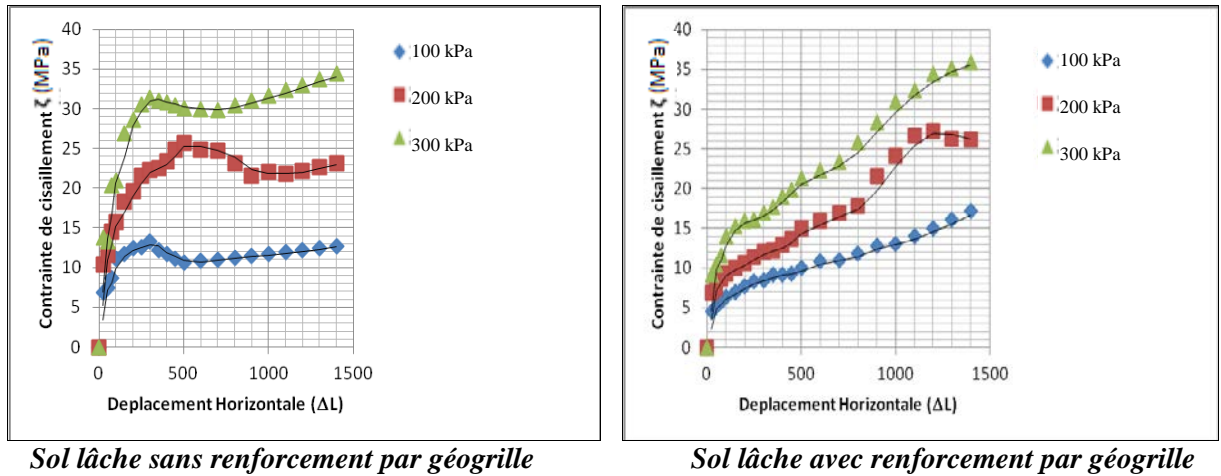 40
35
30
25
20
15
10
5
0
Contrainte de cisaillement ζ (MPa)
0 500 1000 1500
Deplacement Horizontale (ΔL)
100 kPa
200 kPa
300 kPa
Sol lâche sans renforcement par géogrille
40
35
30
25
20
15
10
5
0
Contrainte de cisaillement ζ (MPa)
0 500 1000 1500
Deplacement Horizontale (ΔL)
100 kPa
200 kPa
300 kPa
Sol lâche avec renforcement par géogrille